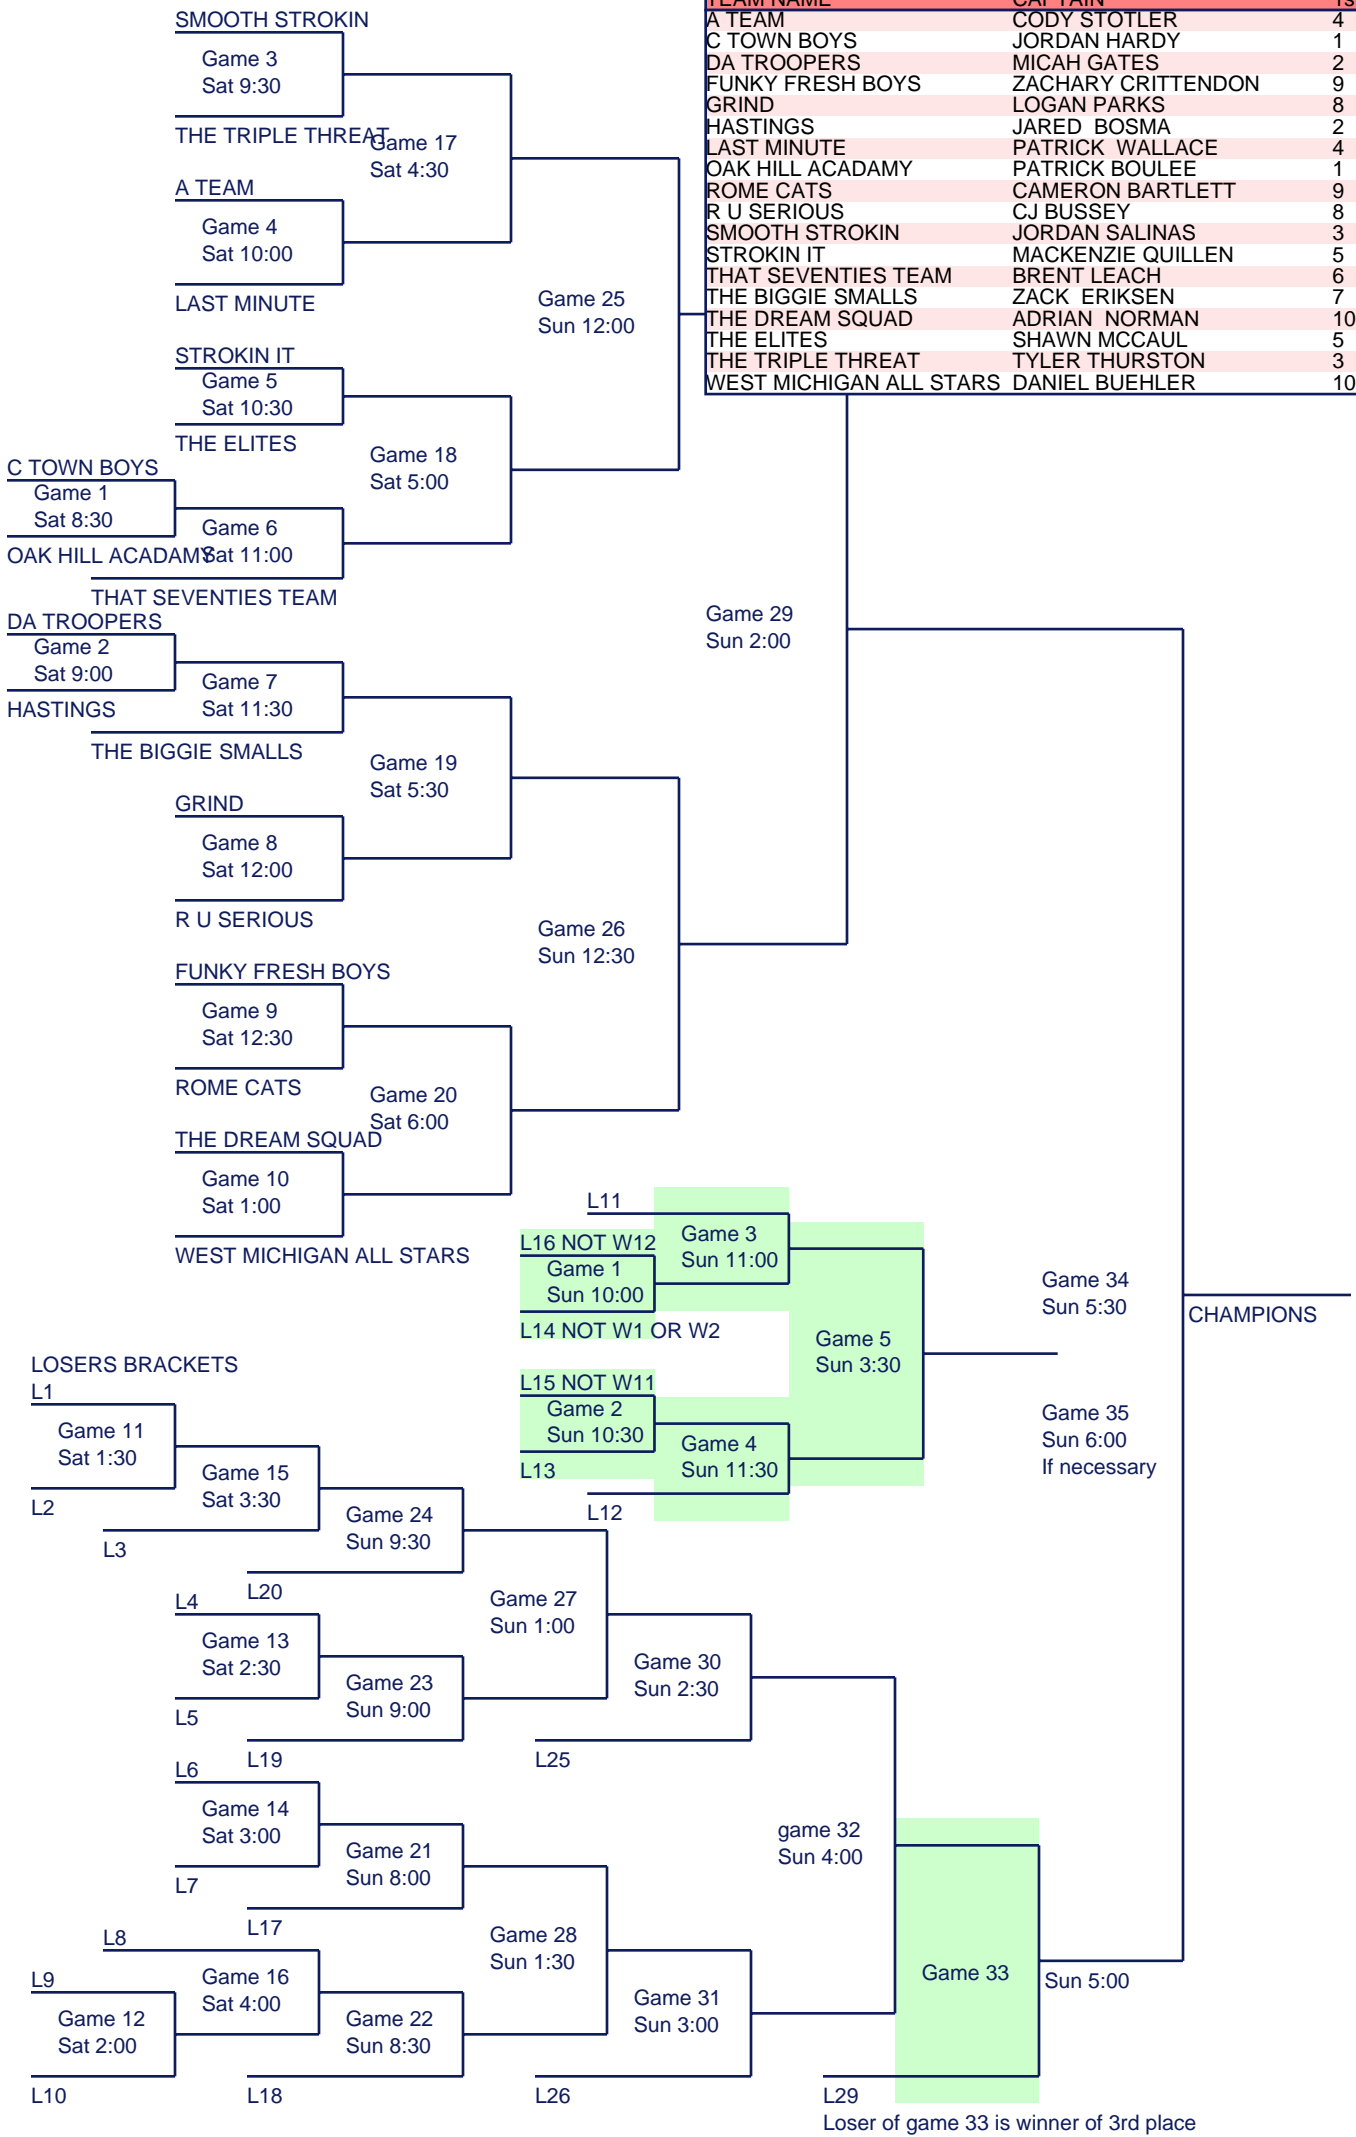 TEAM NAME CAPTAIN 1s
A TEAM CODY STOTLER 4
C TOWN BOYS JORDAN HARDY 1
DA TROOPERS MICAH GATES 2
FUNKY FRESH BOYS ZACHARY CRITTENDON 9
GRIND LOGAN PARKS 8
HASTINGS JARED BOSMA 2
LAST MINUTE PATRICK WALLACE 4
OAK HILL ACADAMY PATRICK BOULEE 1
ROME CATS CAMERON BARTLETT 9
R U SERIOUS CJ BUSSEY 8
SMOOTH STROKIN JORDAN SALINAS 3
STROKIN IT MACKENZIE QUILLEN 5
THAT SEVENTIES TEAM BRENT LEACH 6
THE BIGGIE SMALLS ZACK ERIKSEN 7
THE DREAM SQUAD ADRIAN NORMAN 10
THE ELITES SHAWN MCCAUL 5
THE TRIPLE THREAT TYLER THURSTON 3
WEST MICHIGAN ALL STARS DANIEL BUEHLER 10
SMOOTH STROKIN
Game 3
Sat 9:30
THE TRIPLE THREAT
Game 17
Sat 4:30
A TEAM
Game 4
Sat 10:00
LAST MINUTE
Game 25
Sun 12:00
STROKIN IT
Game 5
Sat 10:30
THE ELITES
Game 18
Sat 5:00
C TOWN BOYS
Game 1
Sat 8:30
OAK HILL ACADAMY
Game 6
Sat 11:00
THAT SEVENTIES TEAM
Game 29
Sun 2:00
DA TROOPERS
Game 2
Sat 9:00
HASTINGS
Game 7
Sat 11:30
THE BIGGIE SMALLS
Game 19
Sat 5:30
GRIND
Game 8
Sat 12:00
R U SERIOUS
Game 26
Sun 12:30
FUNKY FRESH BOYS
Game 9
Sat 12:30
ROME CATS
Game 20
Sat 6:00
THE DREAM SQUAD
Game 10
Sat 1:00
WEST MICHIGAN ALL STARS
L11
L16 NOT W12
Game 1
Sun 10:00
L14 NOT W1 OR W2
Game 3
Sun 11:00
Game 5
Sun 3:30
L15 NOT W11
Game 2
Sun 10:30
L13
Game 4
Sun 11:30
L12
Game 34
Sun 5:30
CHAMPIONS
Game 35
Sun 6:00
If necessary
LOSERS BRACKETS
L1
Game 11
Sat 1:30
L2
Game 15
Sat 3:30
L3
Game 24
Sun 9:30
L20
L4
Game 13
Sat 2:30
L5
Game 23
Sun 9:00
L19
Game 27
Sun 1:00
Game 30
Sun 2:30
L25
L6
Game 14
Sat 3:00
L7
Game 21
Sun 8:00
L17
game 32
Sun 4:00
L8
Game 28
Sun 1:30
L9
Game 16
Sat 4:00
Game 12
Sat 2:00
L10
Game 22
Sun 8:30
L18
Game 31
Sun 3:00
L26
Game 33
Sun 5:00
L29
Loser of game 33 is winner of 3rd place